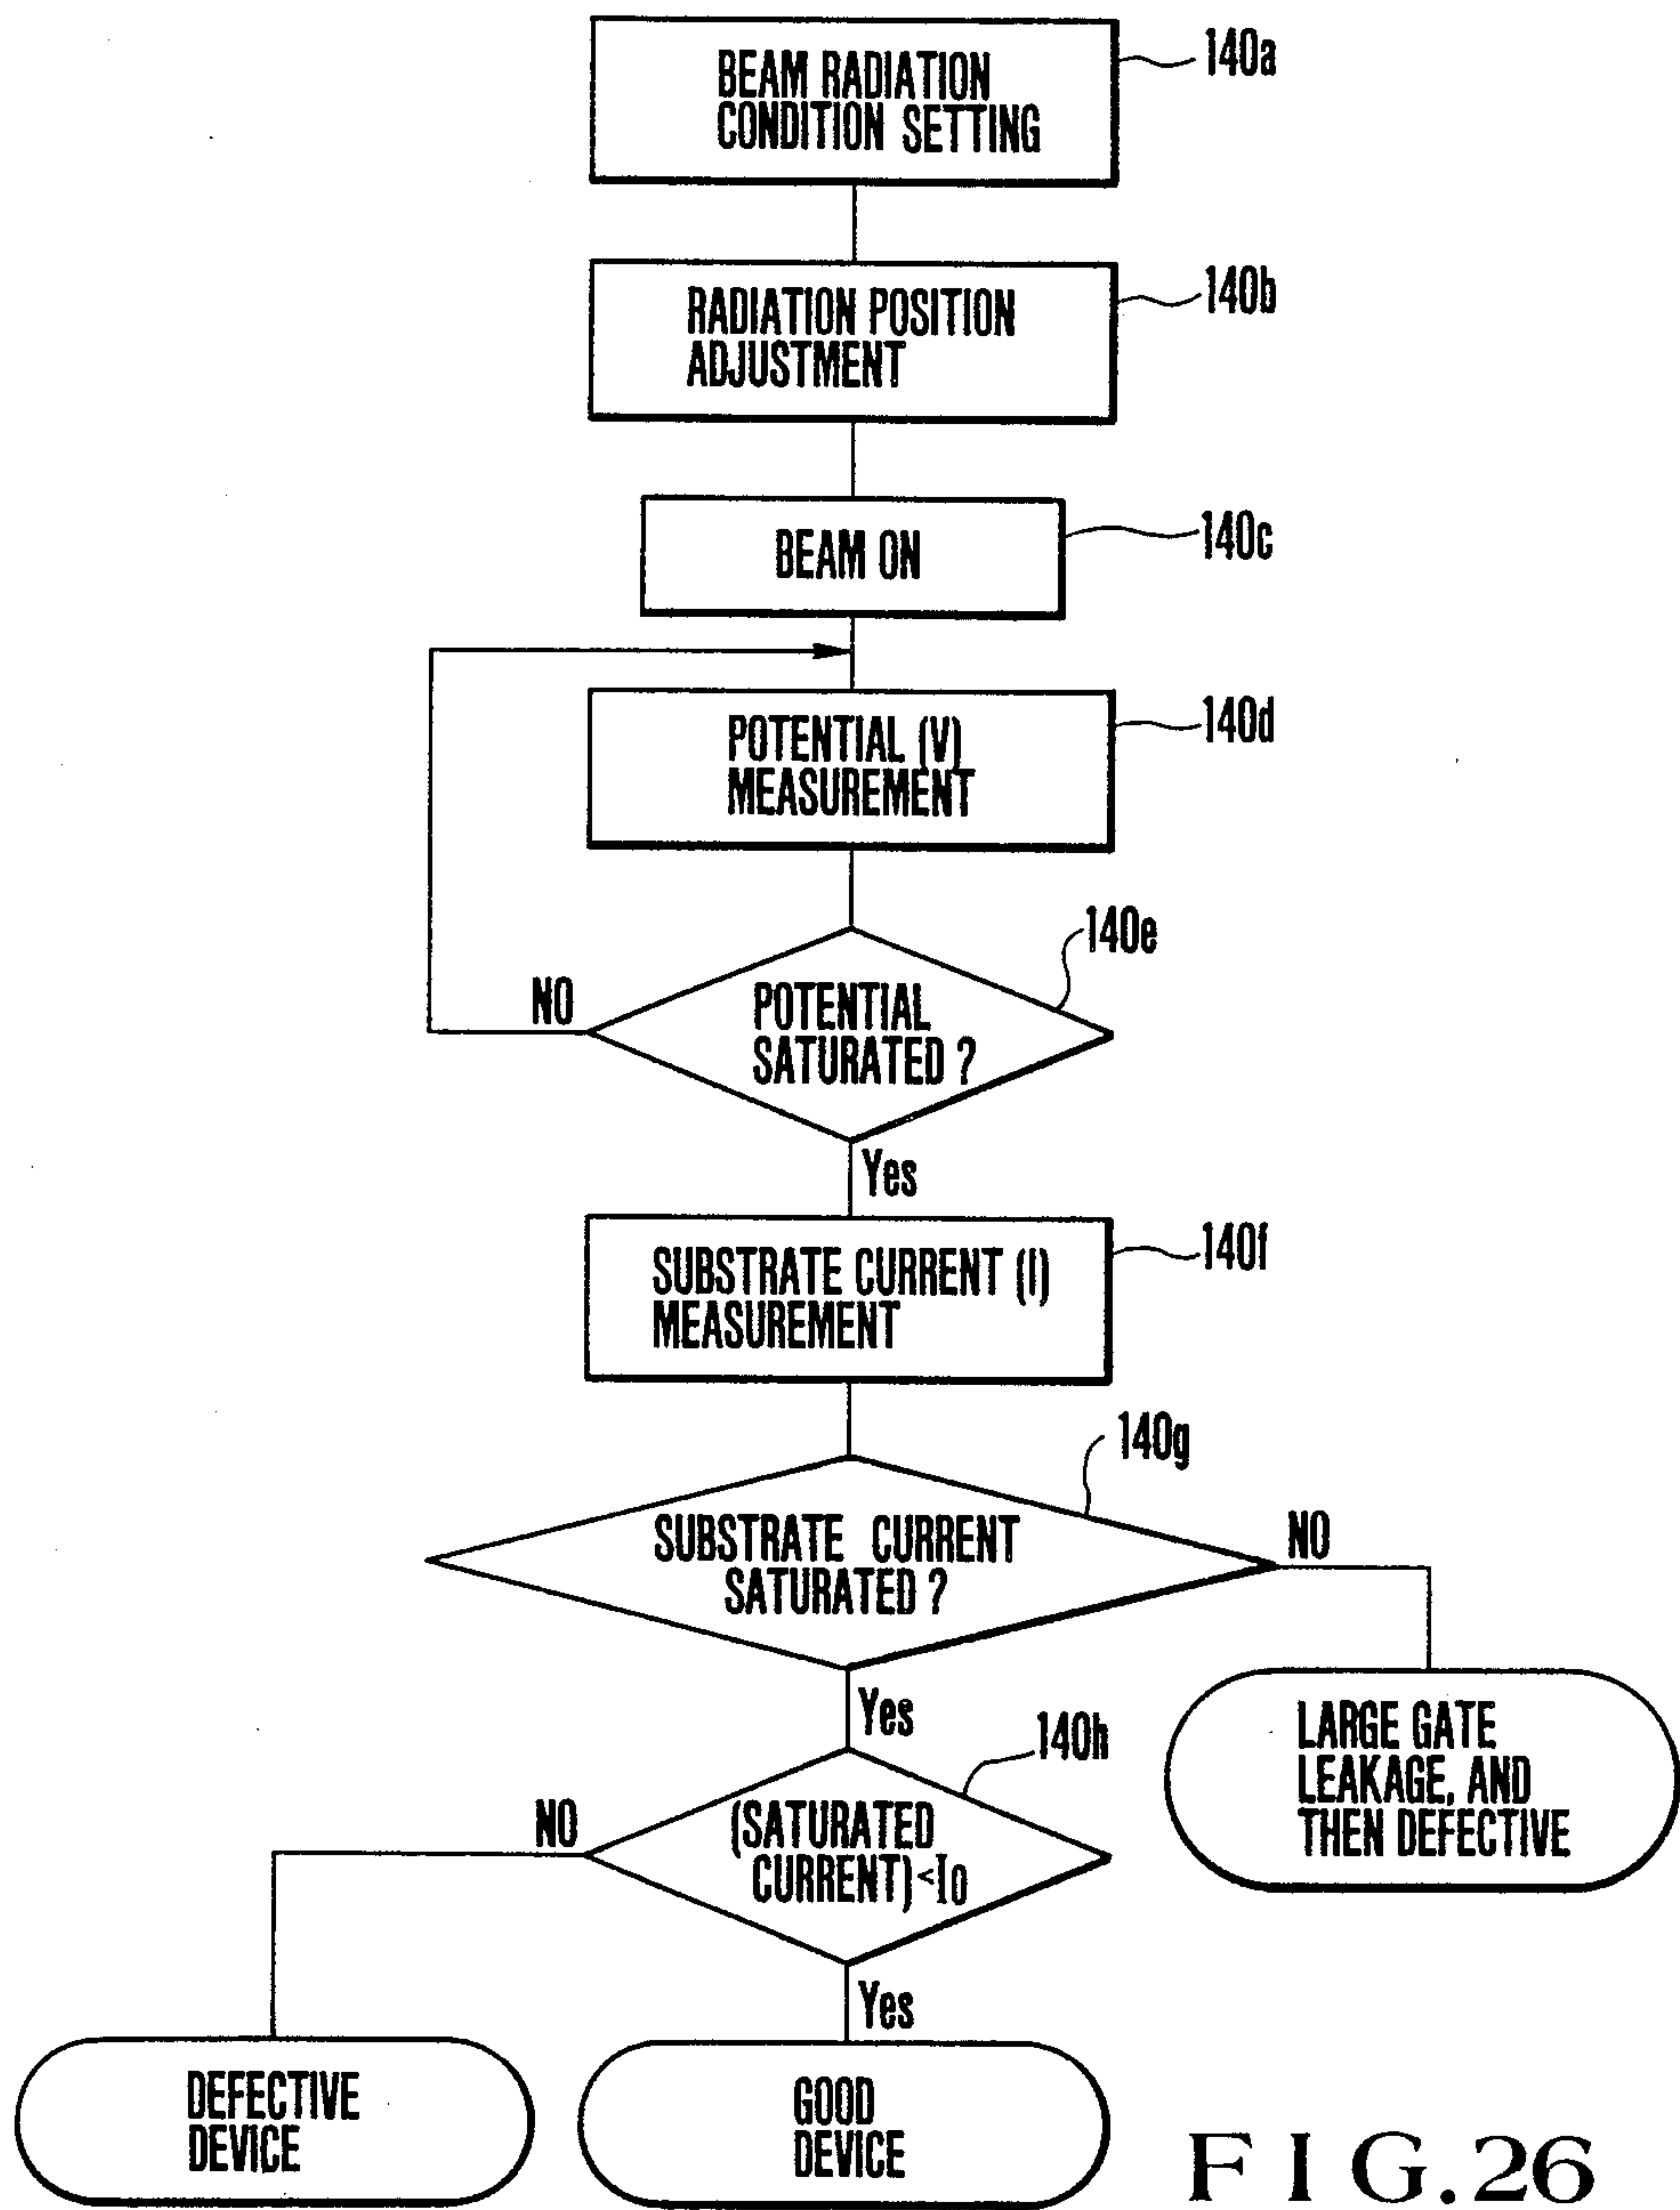 BEAM RADIATION
CONDITION SETTING
140a
RADIATION POSITION
ADJUSTMENT
140b
BEAM ON
140c
POTENTIAL (V)
MEASUREMENT
140d
140e
NO
POTENTIAL
SATURATED ?
Yes
SUBSTRATE CURRENT (I)
MEASUREMENT
140f
140g
SUBSTRATE CURRENT
SATURATED ?
NO
Yes
LARGE GATE
LEAKAGE, AND
THEN DEFECTIVE
140h
NO
(SATURATED
CURRENT) < I0
Yes
DEFECTIVE
DEVICE
GOOD
DEVICE
FIG.26